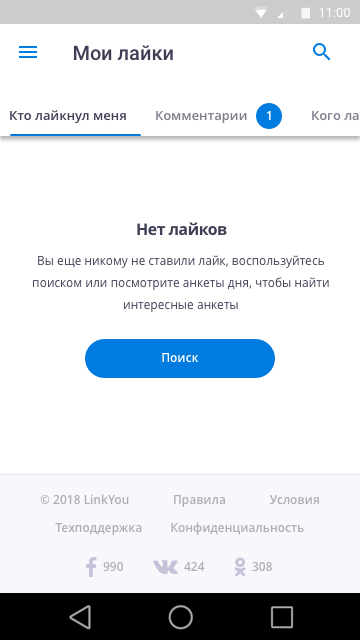 11:00
Мои лайки
Кто лайкнул меня Комментарии 1 Кого ла
Нет лайков
Вы еще никому не ставили лайк, воспользуйтесь
поиском или посмотрите анкеты дня, чтобы найти
интересные анкеты
Поиск
© 2018 LinkYou Правила Условия
Техподдержка Конфиденциальность
990 424 308